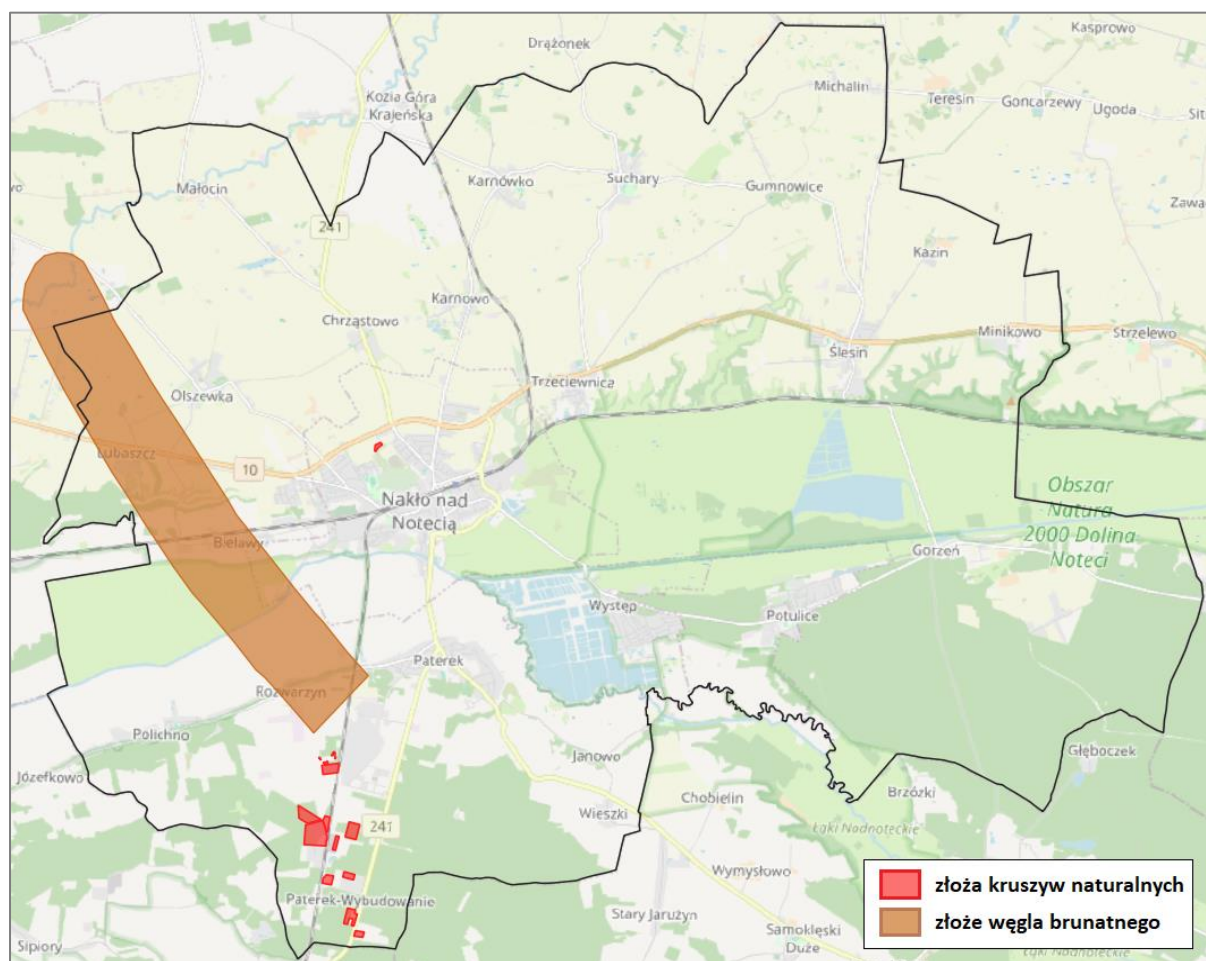 Kasprowo
Drążonek
Michalin
Teresin
Goncarzewy
Ugoda
Kozia Góra
Krajeńska
Małocin
Karnówko
Suchary
Gumnowice
241
Kazin
Karnowo
Chrząstowo
Minikowo
Strzelewo
Ślesin
Trzeciewnica
Olszewka
Lubaszcz
10
Nakło nad
Notecią
Obszar
Natura
2000 Dolina
Noteci
Bielawy
Gorzeń
Występ
Potulice
Paterek
Rozwarzyn
Polichno
Józefkowo
Janowo
Głęboczek
Chobielin
Brzózki
Wieszki
241
Łąki Nadnoteckie
Wymysłowo
Paterek-Wybudowanie
Stary Jarużyn
Samoklęski
Duże
Sipiory
Łąki Nadnoteckie
złoża kruszyw naturalnych
złoże węgla brunatnego